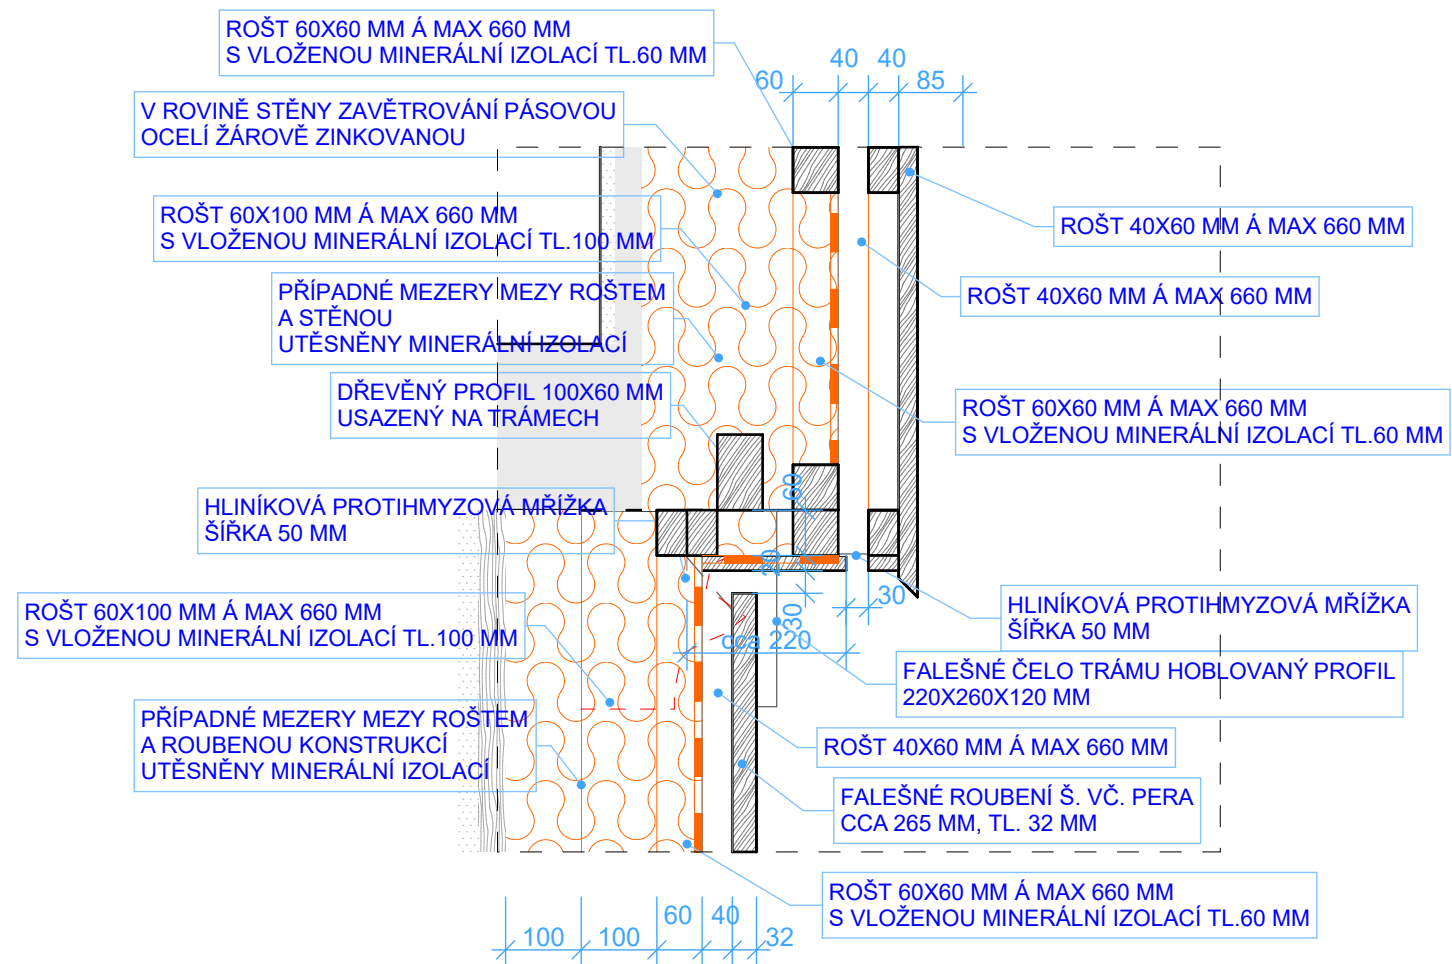 ROŠT 60X60 MM Á MAX 660 MM
S VLOŽENOU MINERÁLNÍ IZOLACÍ TL.60 MM
40
40
60
85
V ROVINĚ STĚNY ZAVĚTROVÁNÍ PÁSOVOU
OCELÍ ŽÁROVĚ ZINKOVANOU
ROŠT 60X100 MM Á MAX 660 MM
S VLOŽENOU MINERÁLNÍ IZOLACÍ TL.100 MM
ROŠT 40X60 MM Á MAX 660 MM
PŘÍPADNÉ MEZERY MEZY ROŠTEM
A STĚNOU
UTĚSNĚNY MINERÁLNÍ IZOLACÍ
ROŠT 40X60 MM Á MAX 660 MM
DŘEVĚNÝ PROFIL 100X60 MM
USAZENÝ NA TRÁMECH
ROŠT 60X60 MM Á MAX 660 MM
S VLOŽENOU MINERÁLNÍ IZOLACÍ TL.60 MM
HLINÍKOVÁ PROTIHMYZOVÁ MŘÍŽKA
ŠÍŘKA 50 MM
60
20
30
30
cca 220
HLINÍKOVÁ PROTIHMYZOVÁ MŘÍŽKA
ŠÍŘKA 50 MM
ROŠT 60X100 MM Á MAX 660 MM
S VLOŽENOU MINERÁLNÍ IZOLACÍ TL.100 MM
FALEŠNÉ ČELO TRÁMU HOBLOVANÝ PROFIL
220X260X120 MM
PŘÍPADNÉ MEZERY MEZY ROŠTEM
A ROUBENOU KONSTRUKCÍ
UTĚSNĚNY MINERÁLNÍ IZOLACÍ
ROŠT 40X60 MM Á MAX 660 MM
FALEŠNÉ ROUBENÍ Š. VČ. PERA
CCA 265 MM, TL. 32 MM
ROŠT 60X60 MM Á MAX 660 MM
S VLOŽENOU MINERÁLNÍ IZOLACÍ TL.60 MM
100
100
60
40
32